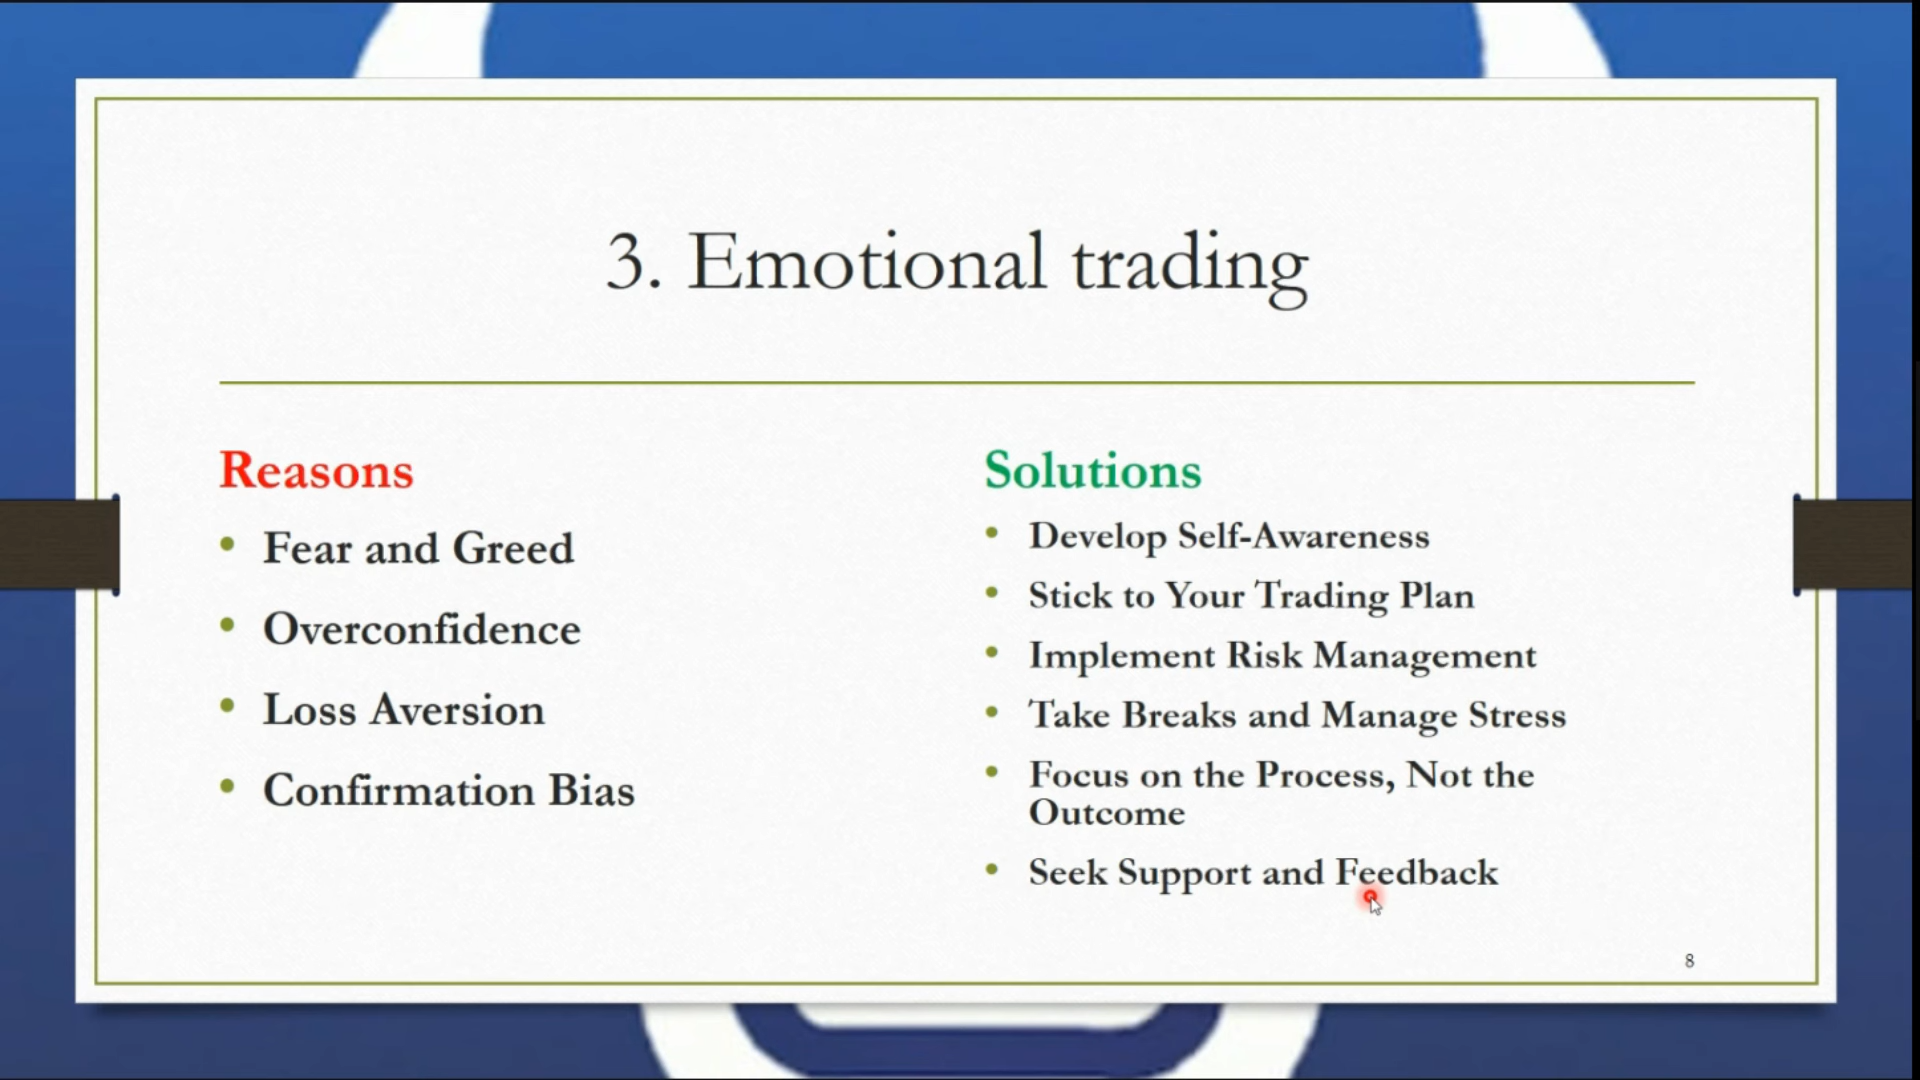 3. Emotional trading
Reasons
• Fear and Greed
• Overconfidence
• Loss Aversion
• Confirmation Bias
Solutions
• Develop Self-Awareness
• Stick to Your Trading Plan
• Implement Risk Management
• Take Breaks and Manage Stress
• Focus on the Process, Not the
Outcome
• Seek Support and Feedback
8